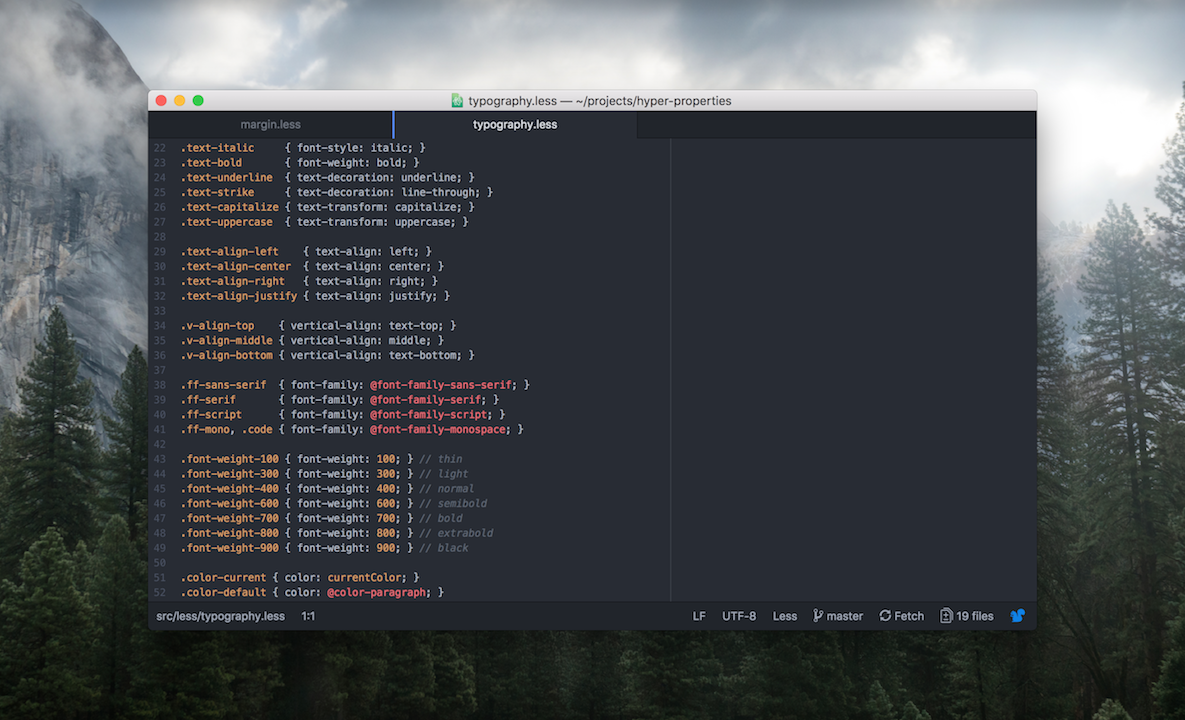 typography.less — ~/projects/hyper-properties
margin.less typography.less
22 .text-italic { font-style: italic; }
23 .text-bold { font-weight: bold; }
24 .text-underline { text-decoration: underline; }
25 .text-strike { text-decoration: line-through; }
26 .text-capitalize { text-transform: capitalize; }
27 .text-uppercase { text-transform: uppercase; }
28
29 .text-align-left { text-align: left; }
30 .text-align-center { text-align: center; }
31 .text-align-right { text-align: right; }
32 .text-align-justify { text-align: justify; }
33
34 .v-align-top { vertical-align: text-top; }
35 .v-align-middle { vertical-align: middle; }
36 .v-align-bottom { vertical-align: text-bottom; }
37
38 .ff-sans-serif { font-family: @font-family-sans-serif; }
39 .ff-serif { font-family: @font-family-serif; }
40 .ff-script { font-family: @font-family-script; }
41 .ff-mono, .code { font-family: @font-family-monospace; }
42
43 .font-weight-100 { font-weight: 100; } // thin
44 .font-weight-300 { font-weight: 300; } // light
45 .font-weight-400 { font-weight: 400; } // normal
46 .font-weight-600 { font-weight: 600; } // semibold
47 .font-weight-700 { font-weight: 700; } // bold
48 .font-weight-800 { font-weight: 800; } // extrabold
49 .font-weight-900 { font-weight: 900; } // black
50
51 .color-current { color: currentColor; }
52 .color-default { color: @color-paragraph; }
src/less/typography.less 1:1 LF UTF-8 Less master Fetch 19 files